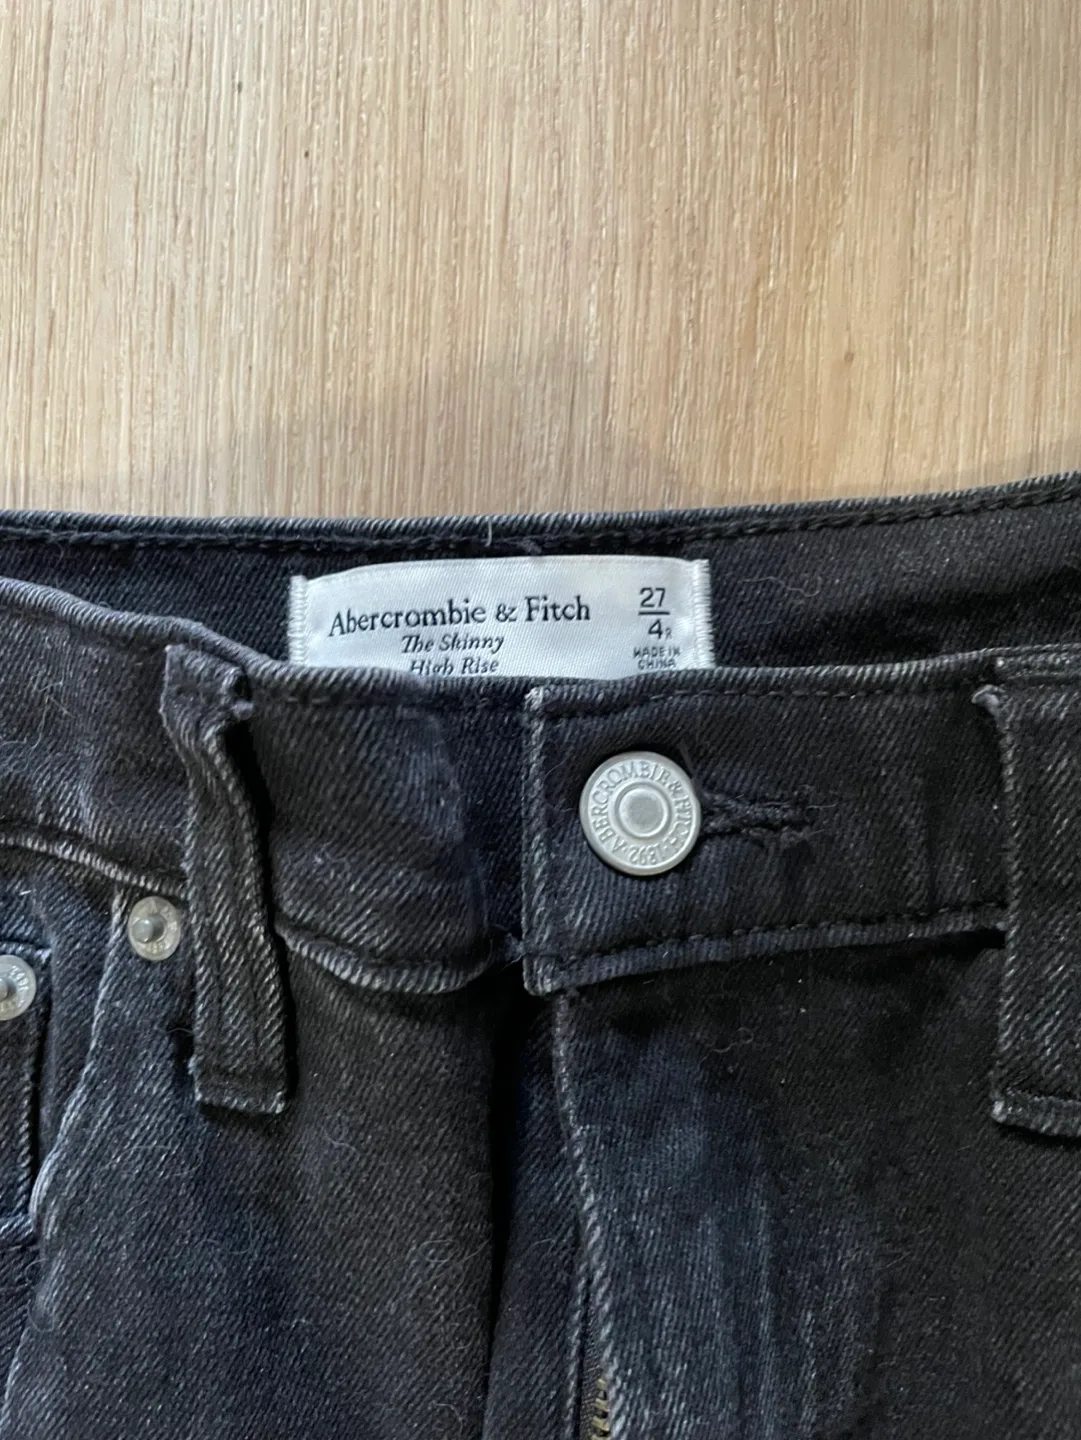 Abercrombie & Fitch
The Skinny
High Rise
27
4R
MADE IN
CHINA
ABERCROMBIE & FITCH · 1892 ·